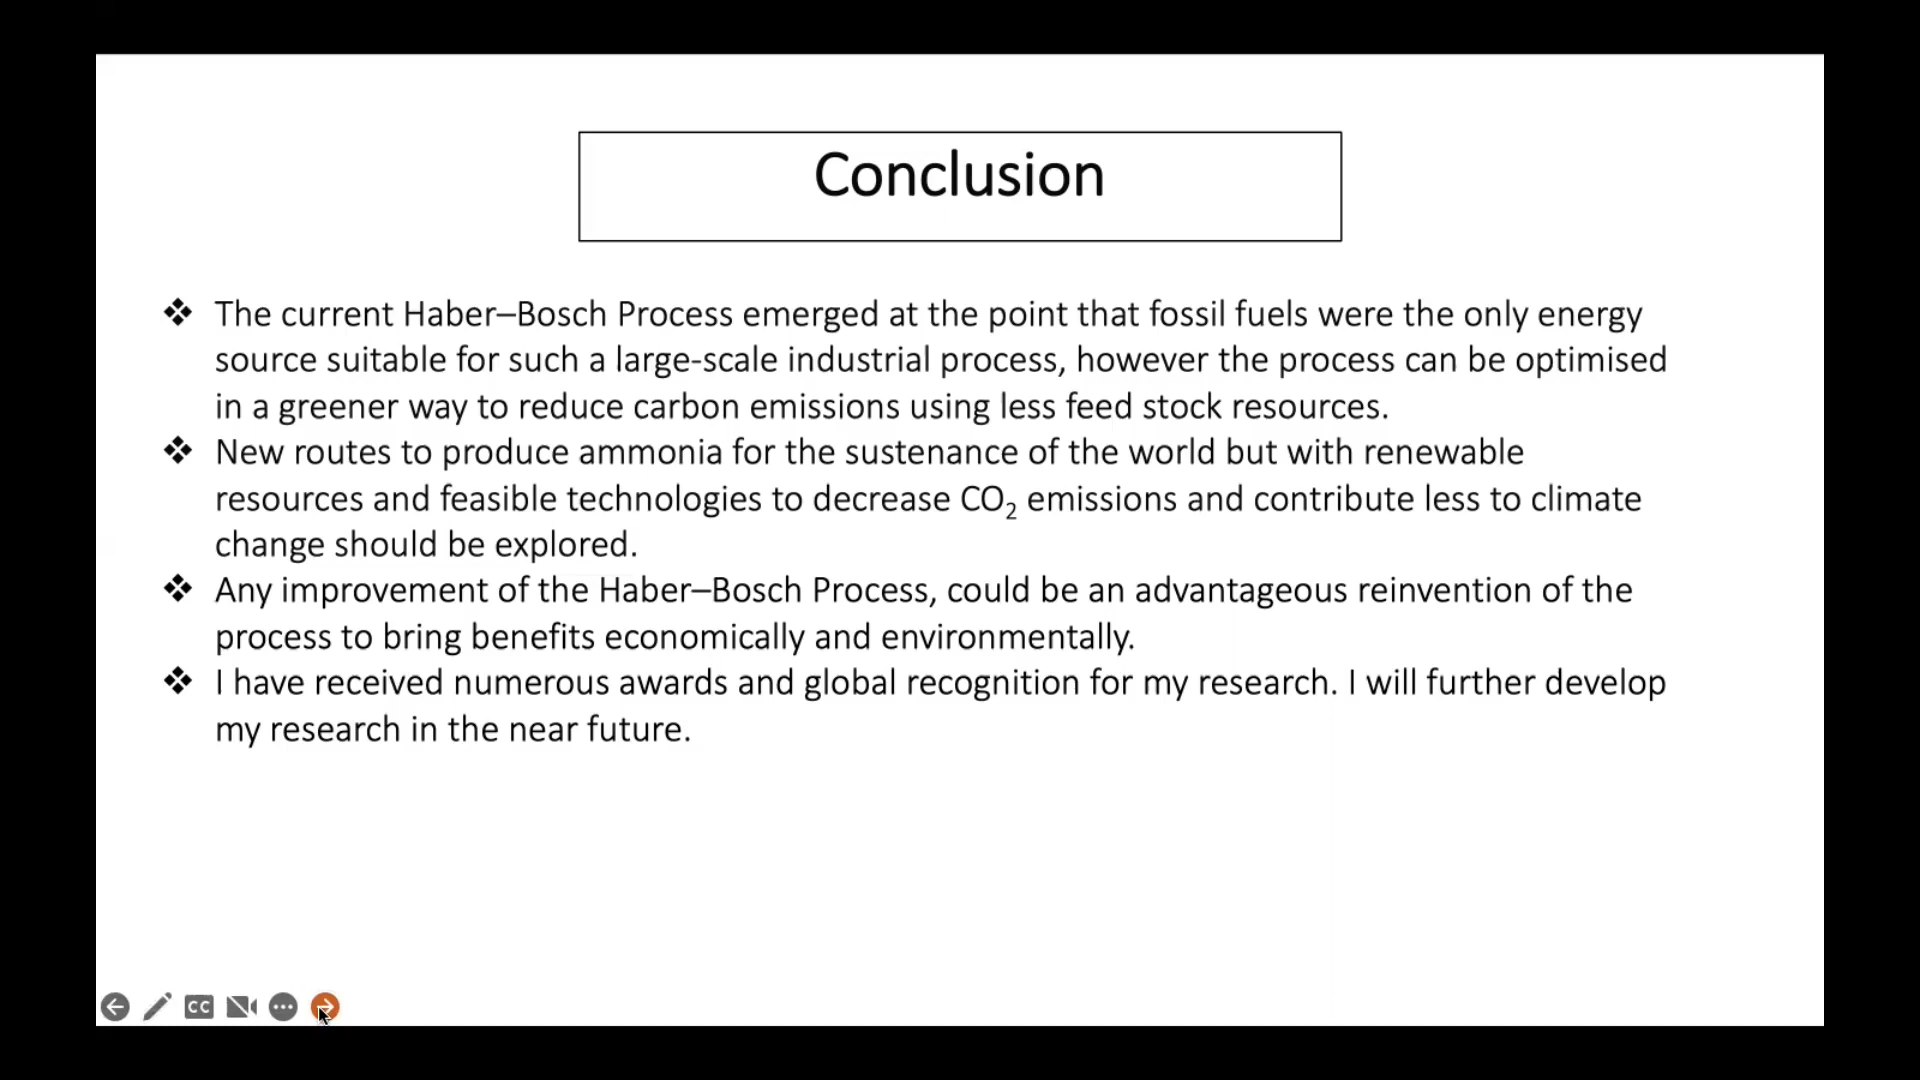 Conclusion
❖ The current Haber–Bosch Process emerged at the point that fossil fuels were the only energy
source suitable for such a large-scale industrial process, however the process can be optimised
in a greener way to reduce carbon emissions using less feed stock resources.
❖ New routes to produce ammonia for the sustenance of the world but with renewable
resources and feasible technologies to decrease CO₂ emissions and contribute less to climate
change should be explored.
❖ Any improvement of the Haber–Bosch Process, could be an advantageous reinvention of the
process to bring benefits economically and environmentally.
❖ I have received numerous awards and global recognition for my research. I will further develop
my research in the near future.
CC